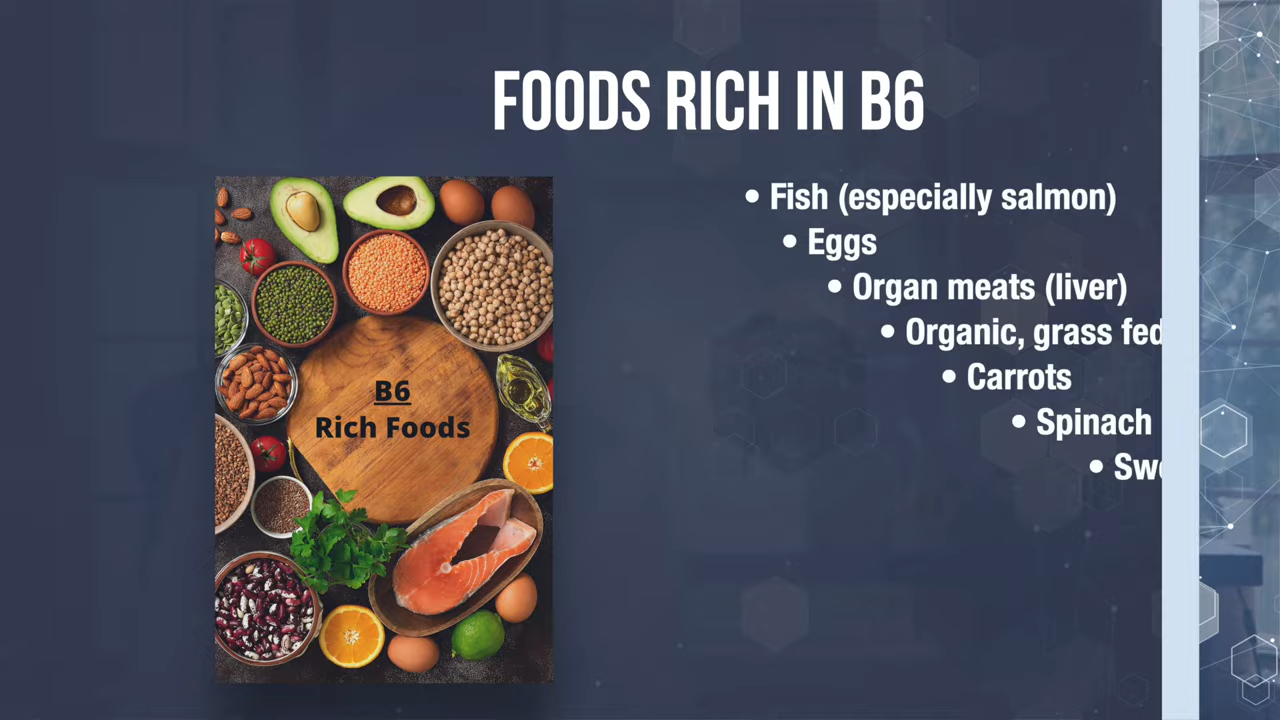 FOODS RICH IN B6
• Fish (especially salmon)
• Eggs
• Organ meats (liver)
• Organic, grass fed
• Carrots
• Spinach
B6
Rich Foods